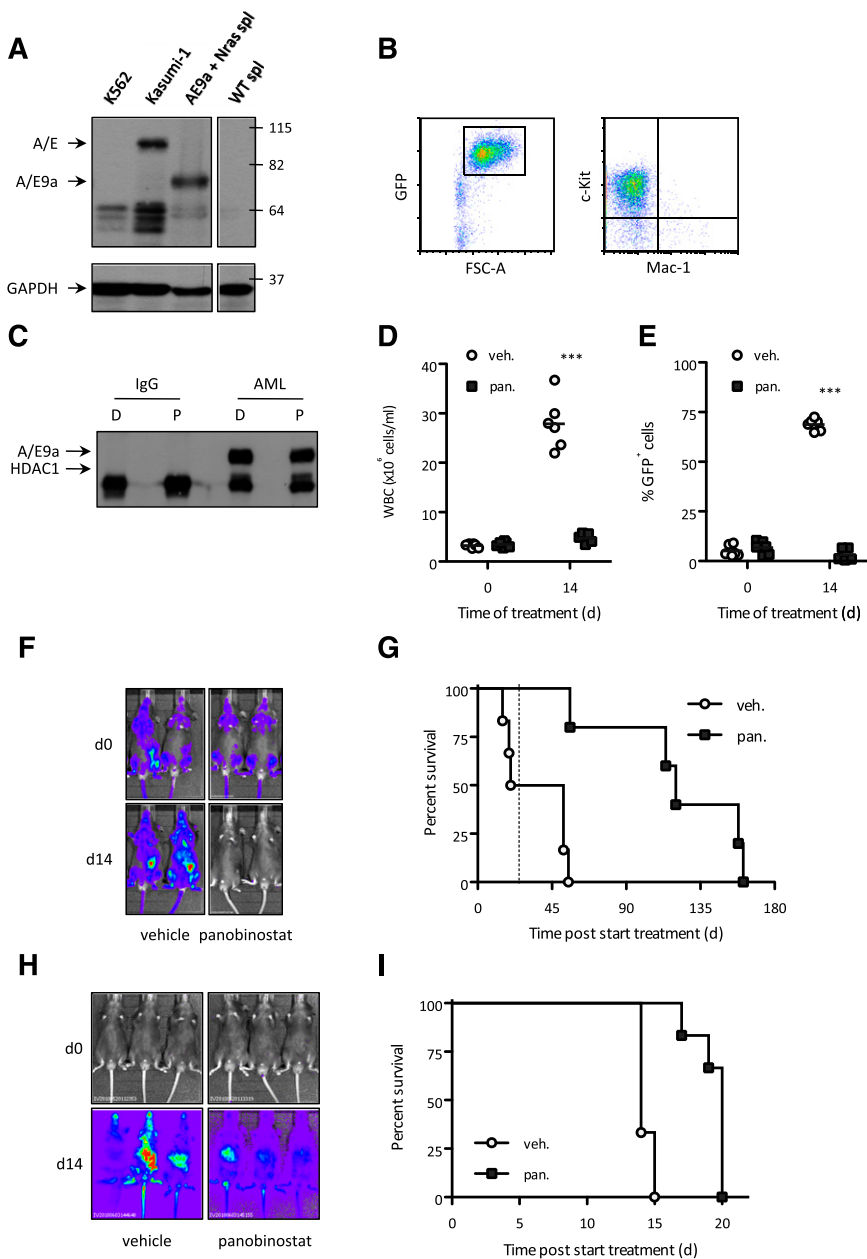 A
K562
Kasumi-1
AE9a + Nras spl
WT spl
A/E
A/E9a
GAPDH
115
82
64
37
B
GFP
FSC-A
c-Kit
Mac-1
C
IgG
AML
D
P
D
P
A/E9a
HDAC1
D
veh.
pan.
***
WBC (x10⁶ cells/ml)
40
30
20
10
0
0
14
Time of treatment (d)
E
veh.
pan.
***
% GFP⁺ cells
100
75
50
25
0
0
14
Time of treatment (d)
F
d0
d14
vehicle
panobinostat
G
veh.
pan.
Percent survival
100
75
50
25
0
0
45
90
135
180
Time post start treatment (d)
H
d0
d14
vehicle
panobinostat
I
Percent survival
100
75
50
25
0
veh.
pan.
0
5
10
15
20
Time post start treatment (d)